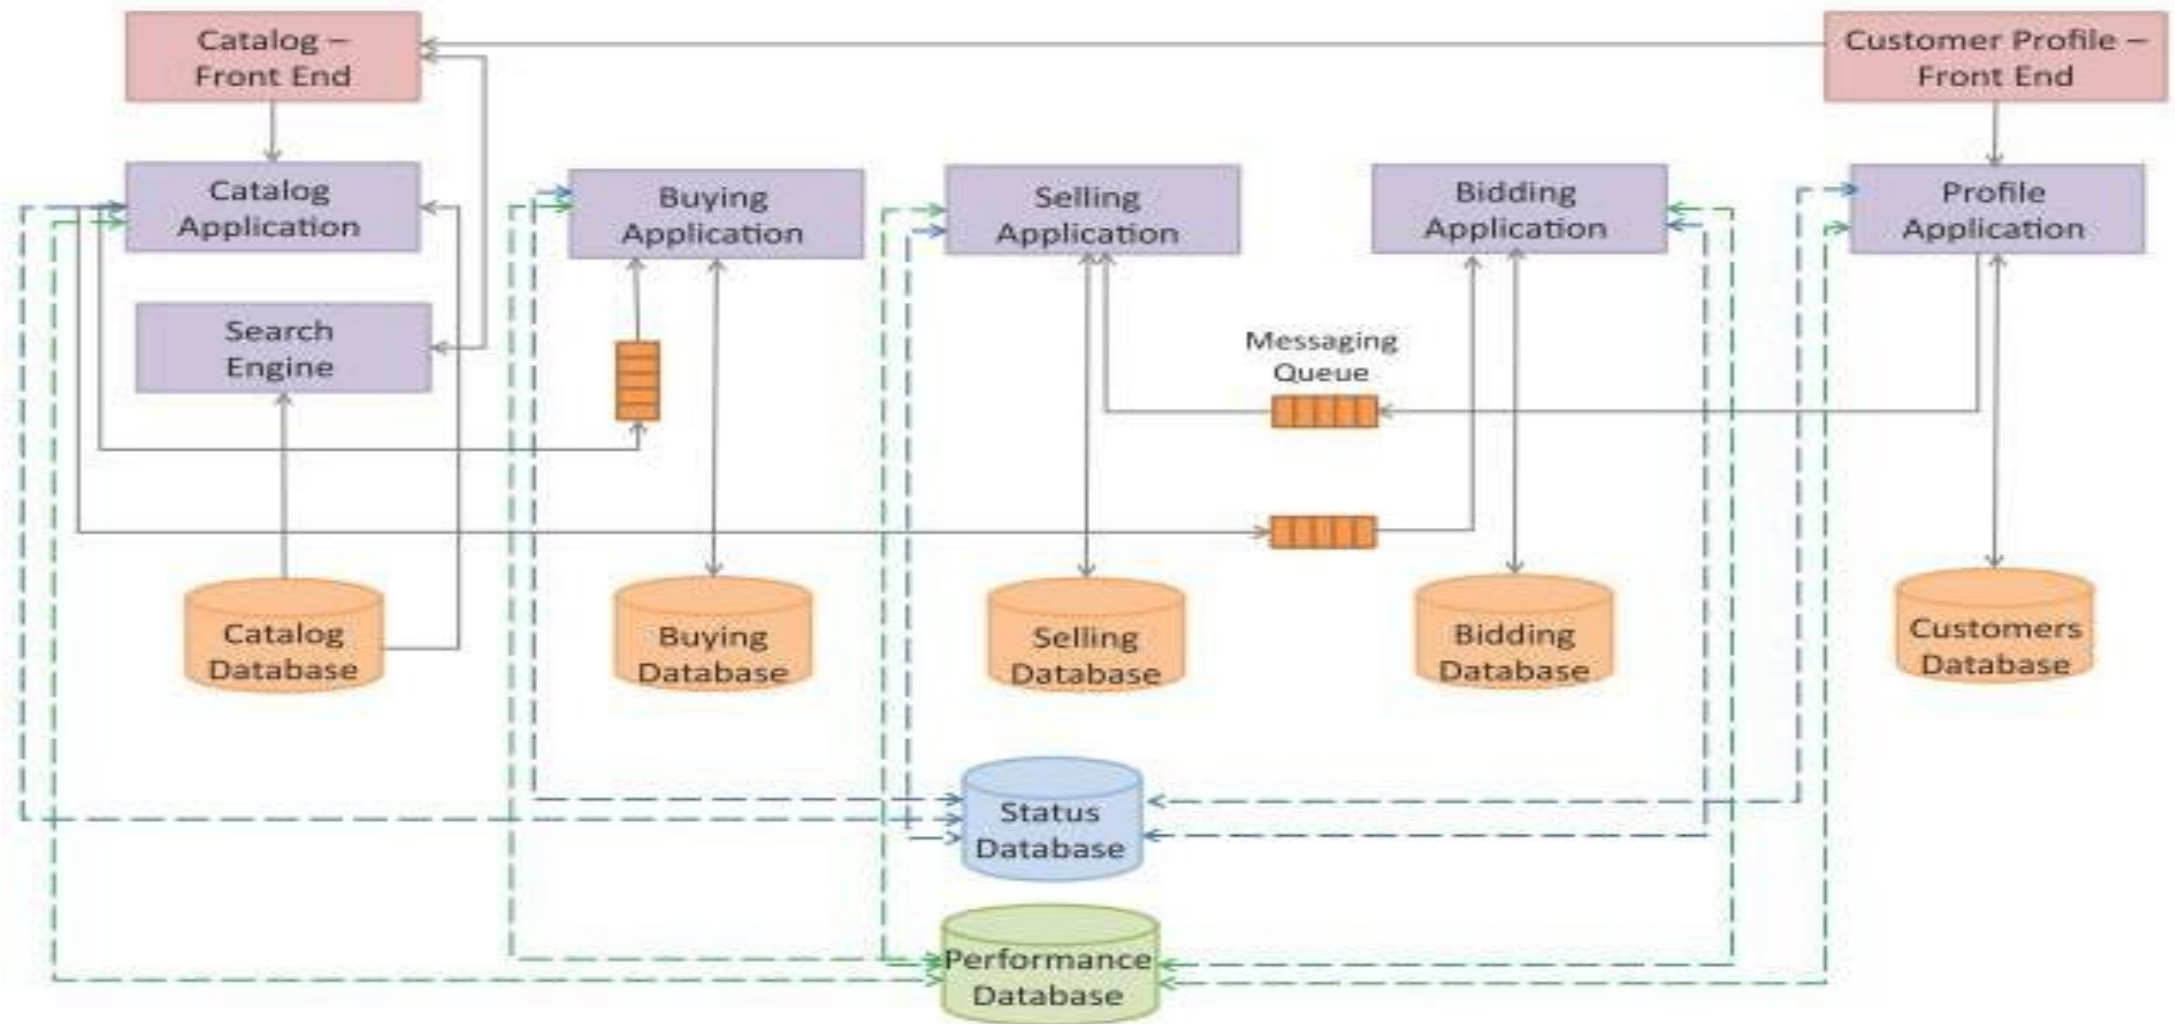 Catalog –
Front End
Customer Profile –
Front End
Catalog
Application
Buying
Application
Selling
Application
Bidding
Application
Profile
Application
Search
Engine
Messaging
Queue
Catalog
Database
Buying
Database
Selling
Database
Bidding
Database
Customers
Database
Status
Database
Performance
Database